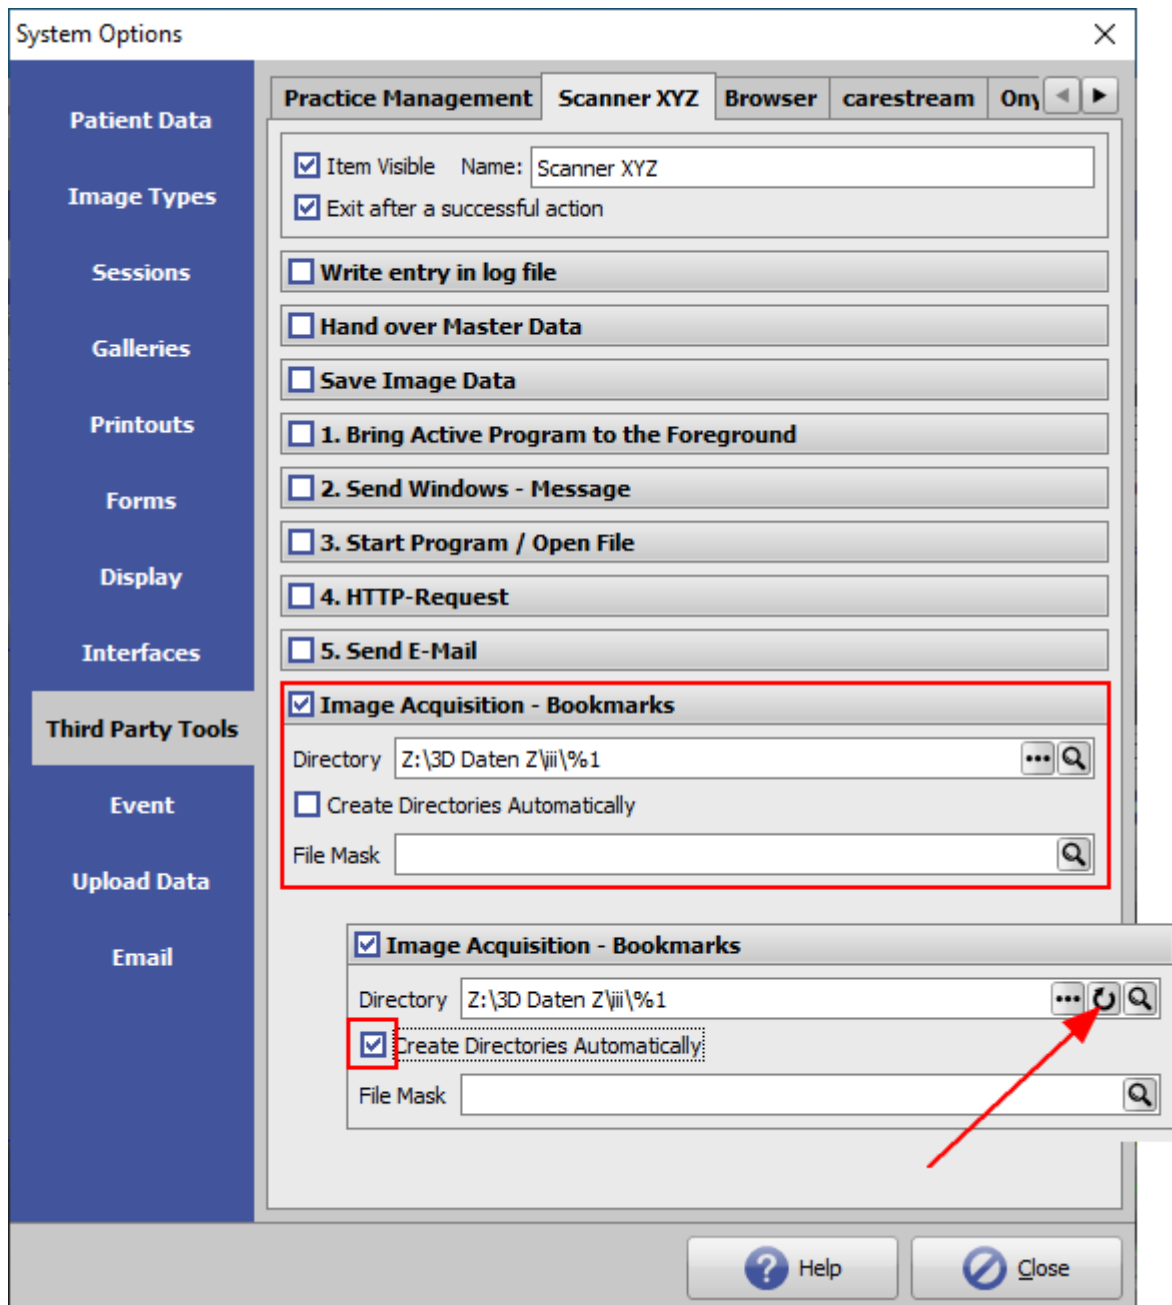 System Options
Patient Data
Image Types
Sessions
Galleries
Printouts
Forms
Display
Interfaces
Third Party Tools
Event
Upload Data
Email
Practice Management Scanner XYZ Browser carestream Ony
Item Visible Name: Scanner XYZ
Exit after a successful action
Write entry in log file
Hand over Master Data
Save Image Data
1. Bring Active Program to the Foreground
2. Send Windows - Message
3. Start Program / Open File
4. HTTP-Request
5. Send E-Mail
Image Acquisition - Bookmarks
Directory Z:\3D Daten Z\iii\%1
Create Directories Automatically
File Mask
Image Acquisition - Bookmarks
Directory Z:\3D Daten Z\iii\%1
Create Directories Automatically
File Mask
Help Close